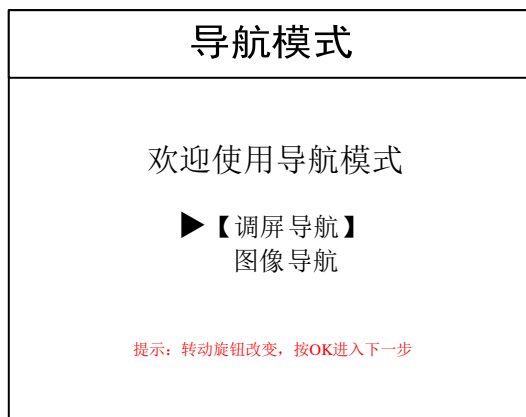 导航模式
欢迎使用导航模式
▶【调屏导航】
图像导航
提示：转动旋钮改变，按OK进入下一步